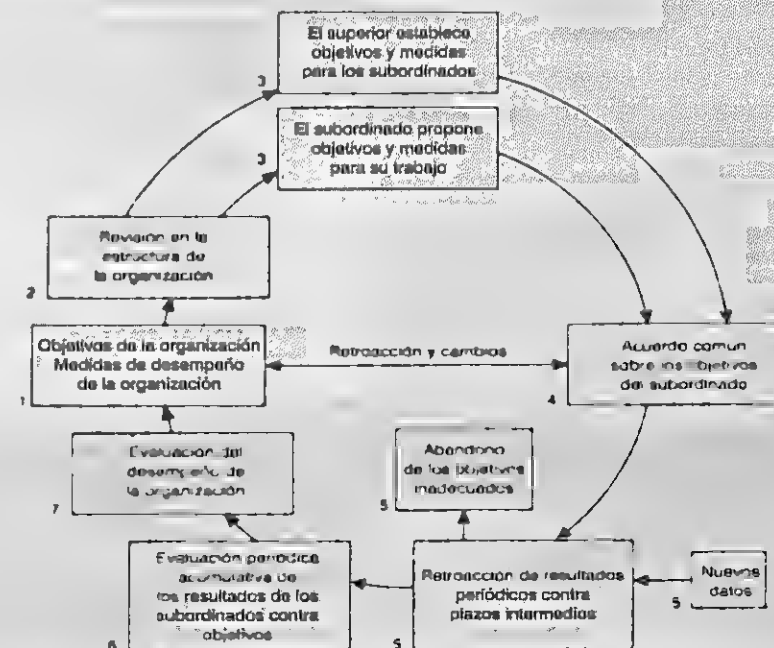 El superior establece
objetivos y medidas
para los subordinados
3
El subordinado propone
objetivos y medidas
para su trabajo
3
Revisión en la
estructura de
la organización
2
Objetivos de la organización
Medidas de desempeño
de la organización
1
Retroacción y cambios
Acuerdo común
sobre los objetivos
del subordinado
4
Evaluación del
desempeño de
la organización
7
Abandono
de los objetivos
inadecuados
5
Evaluación periódica
acumulativa de
los resultados de los
subordinados contra
objetivos
6
Retroacción de resultados
periódicos contra
plazos intermedios
5
Nuevos
datos
5